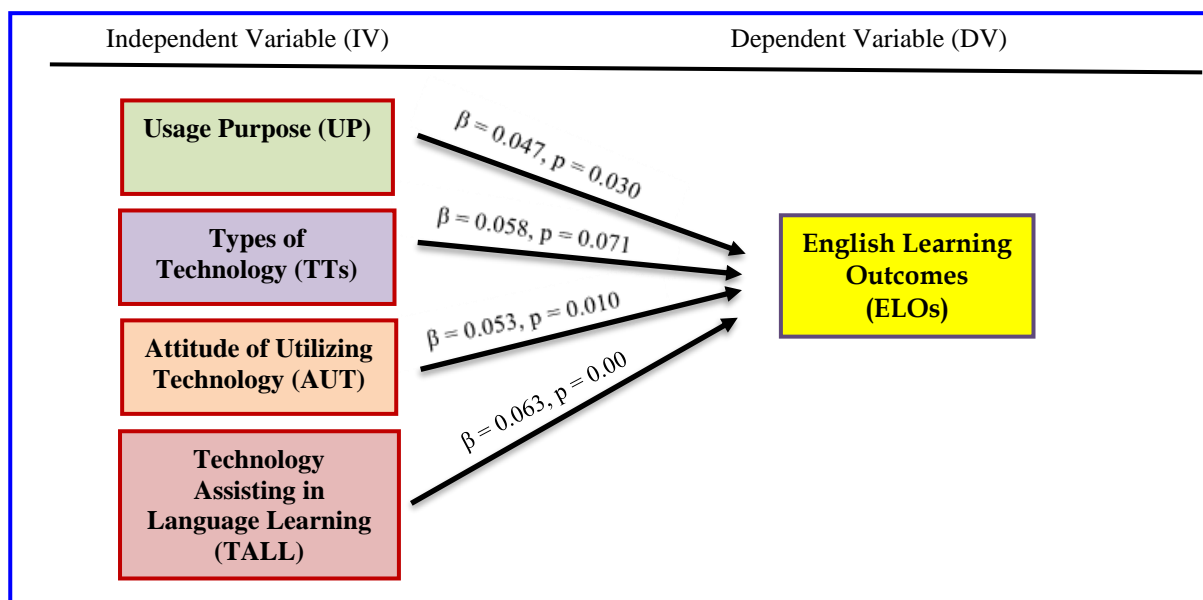 Independent Variable (IV)
Dependent Variable (DV)
Usage Purpose (UP)
β = 0.047, p = 0.030
Types of
Technology (TTs)
β = 0.058, p = 0.071
English Learning
Outcomes
(ELOs)
Attitude of Utilizing
Technology (AUT)
β = 0.053, p = 0.010
Technology
Assisting in
Language Learning
(TALL)
β = 0.063, p = 0.00